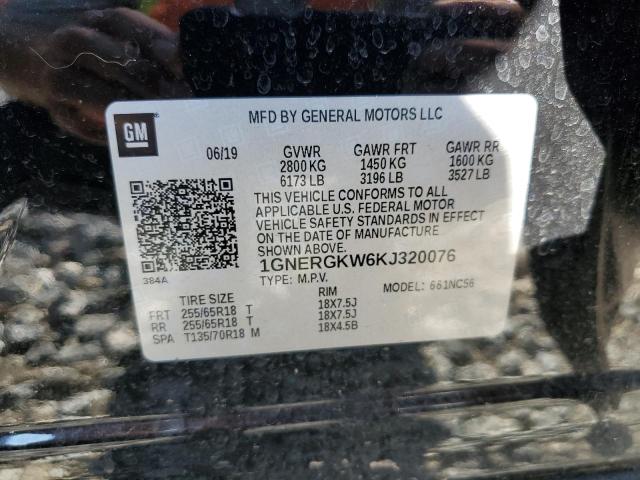 GM
MFD BY GENERAL MOTORS LLC
06/19 GVWR GAWR FRT GAWR RR
2800 KG 1450 KG 1600 KG
6173 LB 3196 LB 3527 LB
THIS VEHICLE CONFORMS TO ALL
APPLICABLE U.S. FEDERAL MOTOR
VEHICLE SAFETY STANDARDS IN EFFECT
ON THE DATE OF MANUFACTURE
SHOWN ABOVE.
384A
1GNERGKW6KJ320076
TYPE: M.P.V. MODEL: 661NC56
TIRE SIZE RIM
FRT 255/65R18 T 18X7.5J
RR 255/65R18 T 18X7.5J
SPA T135/70R18 M 18X4.5B